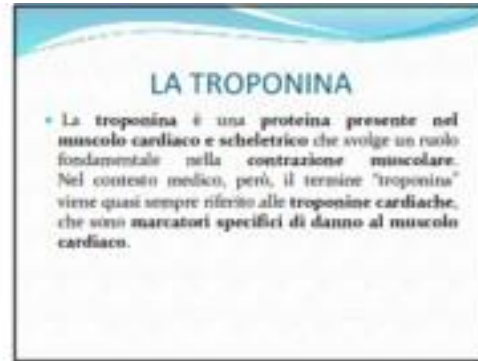 LA TROPONINA
• La troponina è una proteina presente nel
muscolo cardiaco e scheletrico che svolge un ruolo
fondamentale nella contrazione muscolare.
Nel contesto medico, però, il termine "troponina"
viene quasi sempre riferito alle troponine cardiache,
che sono marcatori specifici di danno al muscolo
cardiaco.